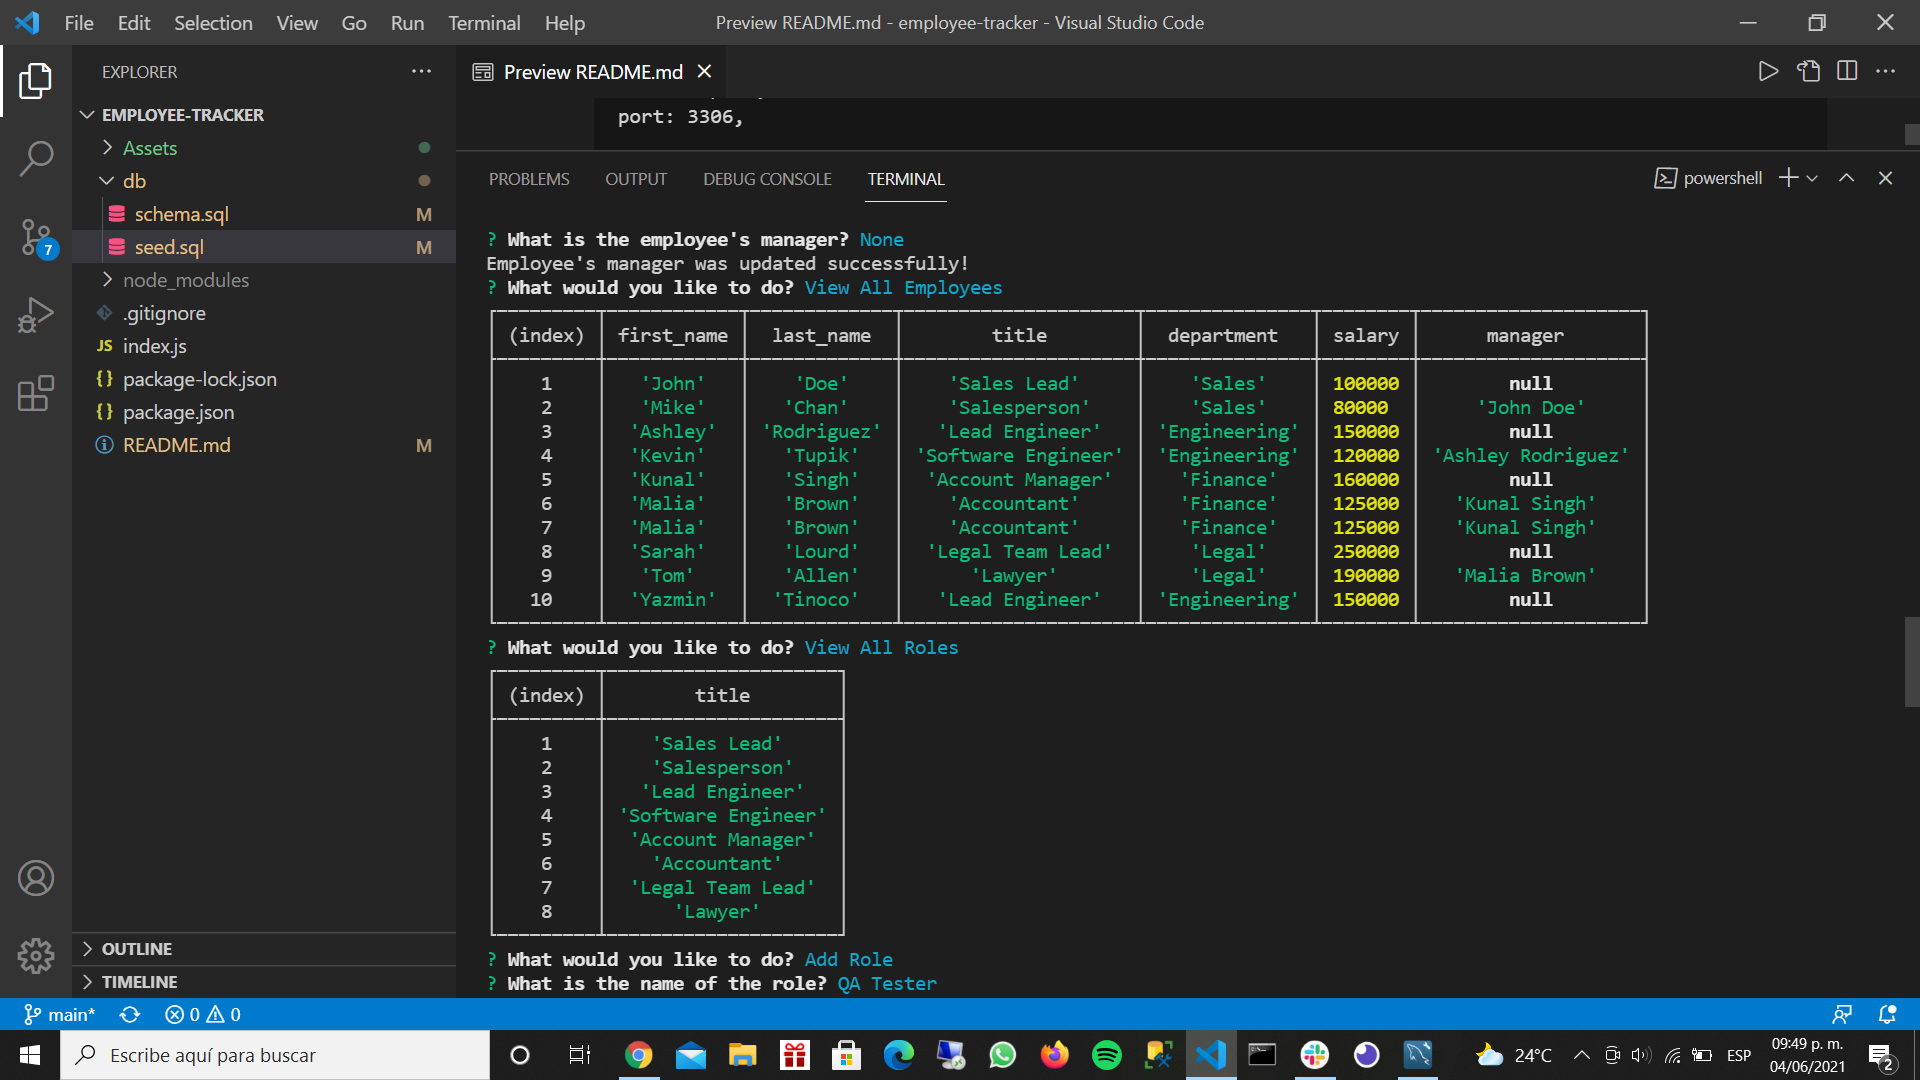 File Edit Selection View Go Run Terminal Help
Preview README.md - employee-tracker - Visual Studio Code
EXPLORER
EMPLOYEE-TRACKER
Assets
db
schema.sql M
seed.sql M
node_modules
.gitignore
JS index.js
{} package-lock.json
{} package.json
README.md M
OUTLINE
TIMELINE
7
Preview README.md
port: 3306,
PROBLEMS OUTPUT DEBUG CONSOLE TERMINAL
powershell
? What is the employee's manager? None
Employee's manager was updated successfully!
? What would you like to do? View All Employees
(index) first_name last_name title department salary manager
1 'John' 'Doe' 'Sales Lead' 'Sales' 100000 null
2 'Mike' 'Chan' 'Salesperson' 'Sales' 80000 'John Doe'
3 'Ashley' 'Rodriguez' 'Lead Engineer' 'Engineering' 150000 null
4 'Kevin' 'Tupik' 'Software Engineer' 'Engineering' 120000 'Ashley Rodriguez'
5 'Kunal' 'Singh' 'Account Manager' 'Finance' 160000 null
6 'Malia' 'Brown' 'Accountant' 'Finance' 125000 'Kunal Singh'
7 'Malia' 'Brown' 'Accountant' 'Finance' 125000 'Kunal Singh'
8 'Sarah' 'Lourd' 'Legal Team Lead' 'Legal' 250000 null
9 'Tom' 'Allen' 'Lawyer' 'Legal' 190000 'Malia Brown'
10 'Yazmin' 'Tinoco' 'Lead Engineer' 'Engineering' 150000 null
? What would you like to do? View All Roles
(index) title
1 'Sales Lead'
2 'Salesperson'
3 'Lead Engineer'
4 'Software Engineer'
5 'Account Manager'
6 'Accountant'
7 'Legal Team Lead'
8 'Lawyer'
? What would you like to do? Add Role
? What is the name of the role? QA Tester
main* 0 0
Escribe aquí para buscar
24°C
ESP
09:49 p. m.
04/06/2021
2